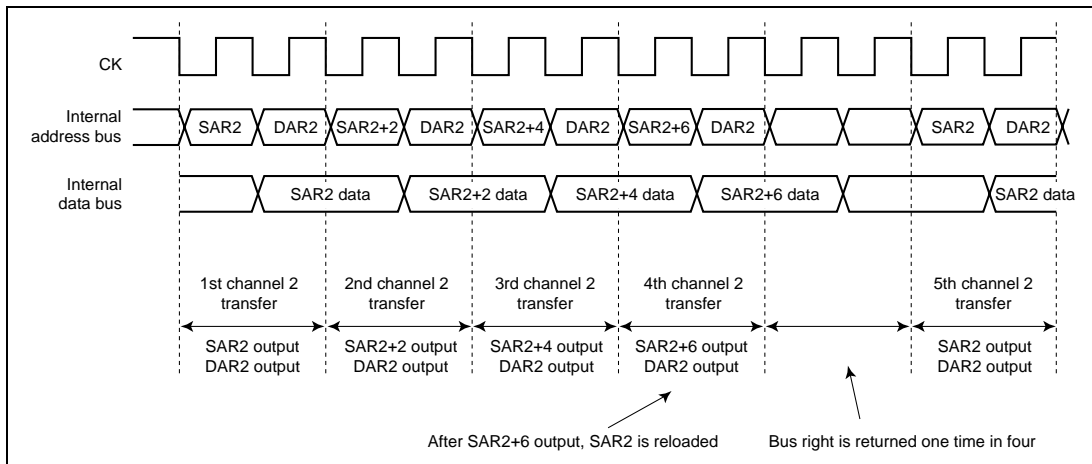 CK
Internal
address bus
SAR2 DAR2 SAR2+2 DAR2 SAR2+4 DAR2 SAR2+6 DAR2 SAR2 DAR2
Internal
data bus
SAR2 data SAR2+2 data SAR2+4 data SAR2+6 data SAR2 data
1st channel 2
transfer
2nd channel 2
transfer
3rd channel 2
transfer
4th channel 2
transfer
5th channel 2
transfer
SAR2 output
DAR2 output
SAR2+2 output
DAR2 output
SAR2+4 output
DAR2 output
SAR2+6 output
DAR2 output
SAR2 output
DAR2 output
After SAR2+6 output, SAR2 is reloaded
Bus right is returned one time in four